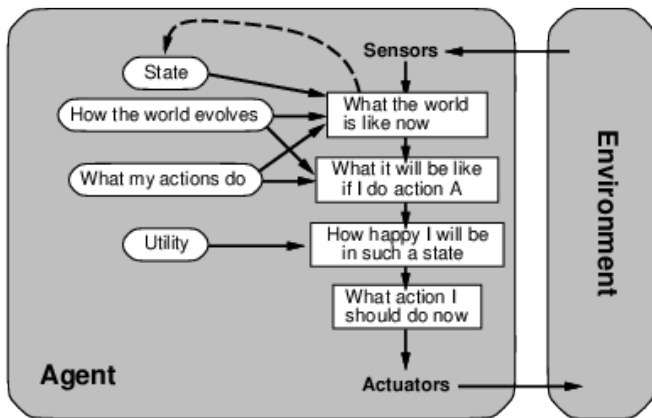 Sensors
State
What the world
is like now
How the world evolves
What it will be like
if I do action A
What my actions do
How happy I will be
in such a state
Utility
What action I
should do now
Agent
Actuators
Environment